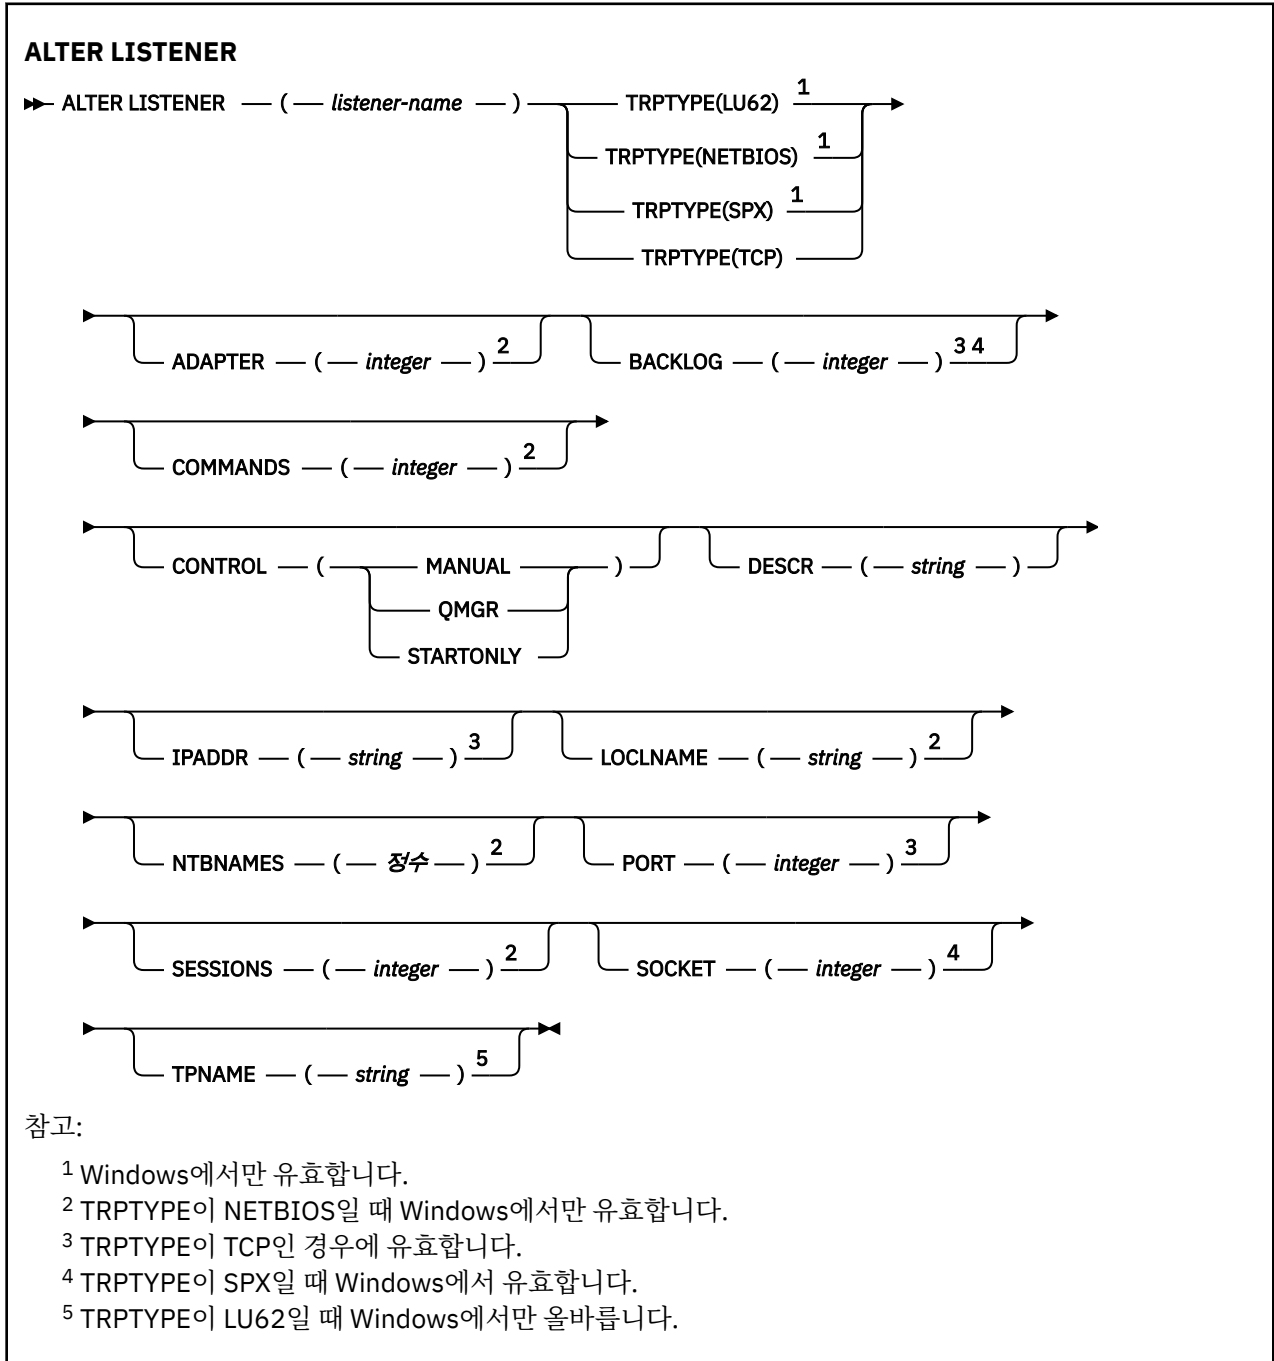 ALTER LISTENER
ALTER LISTENER ( listener-name ) TRPTYPE(LU62) 1
TRPTYPE(NETBIOS) 1
TRPTYPE(SPX) 1
TRPTYPE(TCP)
ADAPTER ( integer ) 2 BACKLOG ( integer ) 3 4
COMMANDS ( integer ) 2
CONTROL ( MANUAL ) DESCR ( string )
QMGR
STARTONLY
IPADDR ( string ) 3 LOCLNAME ( string ) 2
NTBNAMES ( 정수 ) 2 PORT ( integer ) 3
SESSIONS ( integer ) 2 SOCKET ( integer ) 4
TPNAME ( string ) 5
참고:
1 Windows에서만 유효합니다.
2 TRPTYPE이 NETBIOS일 때 Windows에서만 유효합니다.
3 TRPTYPE이 TCP인 경우에 유효합니다.
4 TRPTYPE이 SPX일 때 Windows에서 유효합니다.
5 TRPTYPE이 LU62일 때 Windows에서만 올바릅니다.